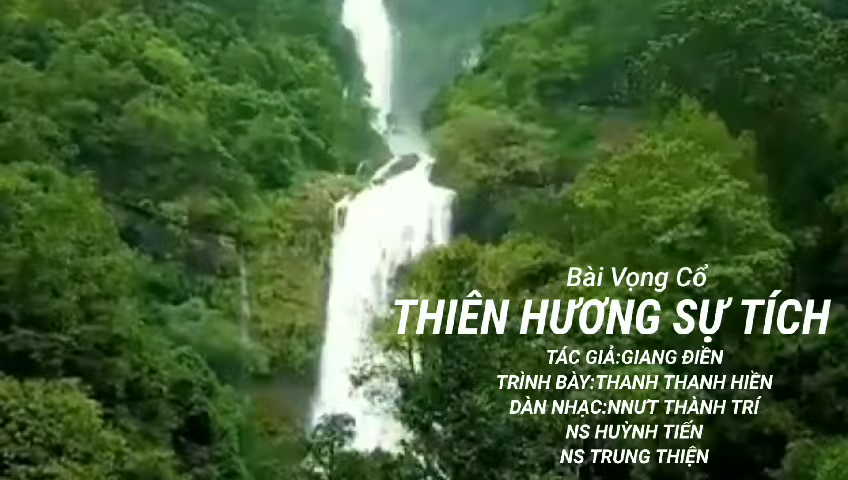 Bài Vọng Cổ
THIÊN HƯƠNG SỰ TÍCH
TÁC GIẢ:GIANG ĐIỀN
TRÌNH BÀY:THANH THANH HIỀN
DÀN NHẠC:NNƯT THÀNH TRÍ
NS HUỲNH TIẾN
NS TRUNG THIỆN